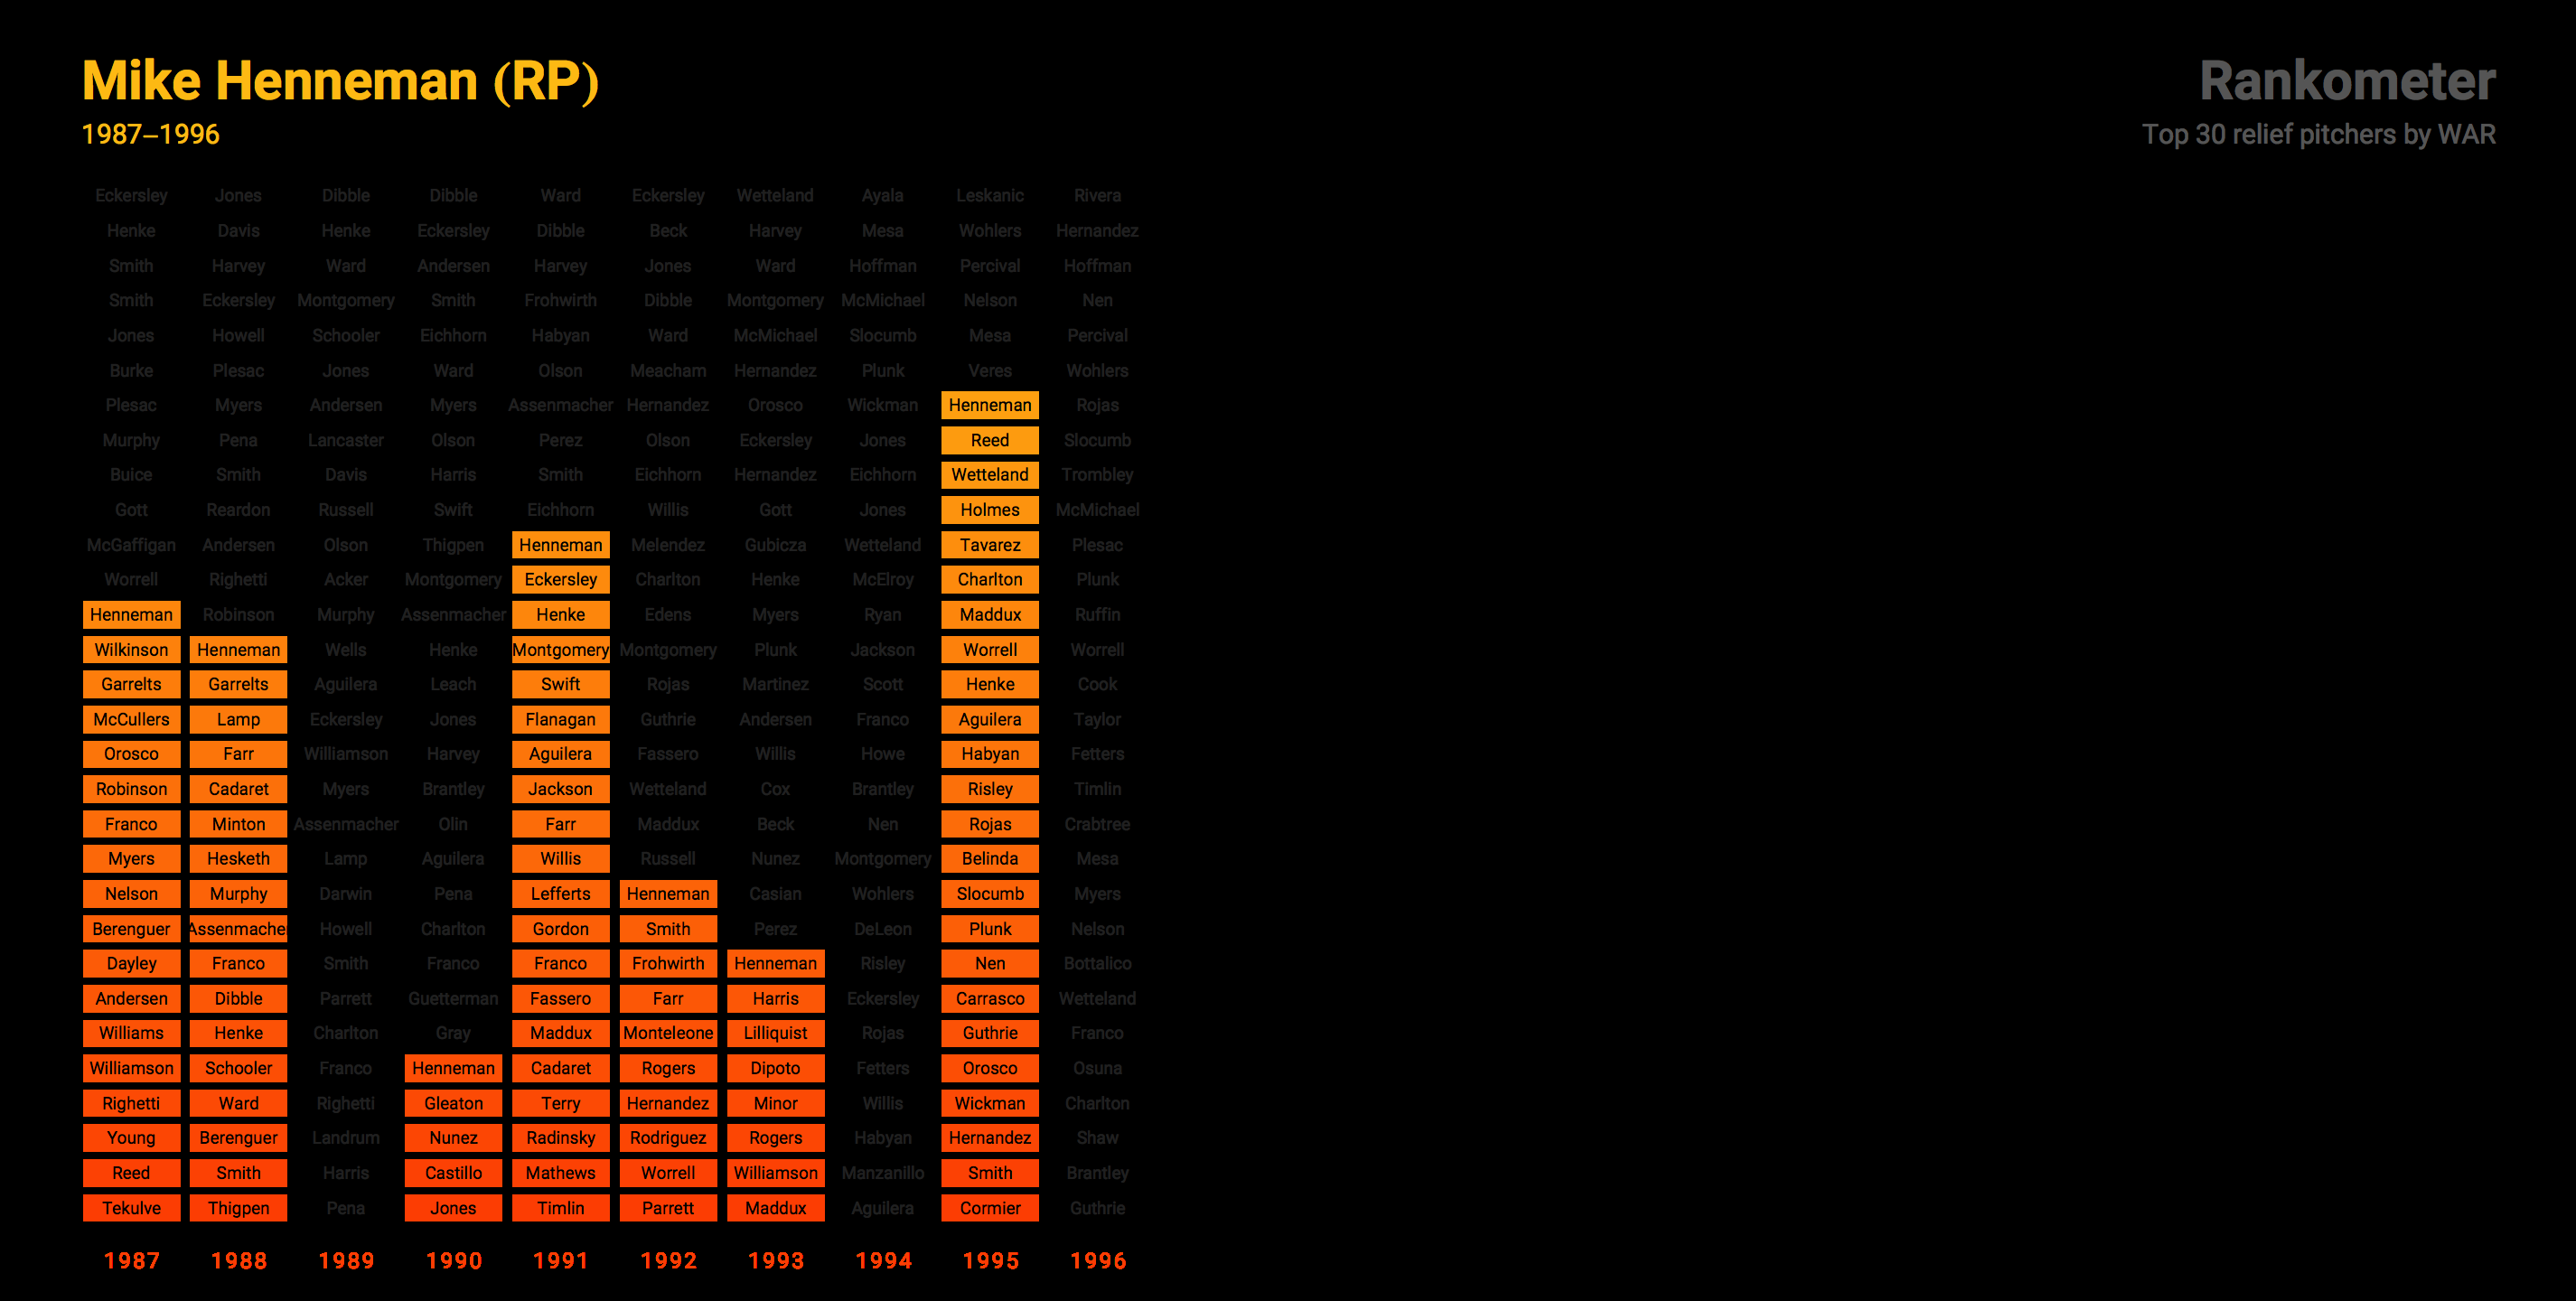 Mike Henneman (RP)
1987–1996
Rankometer
Top 30 relief pitchers by WAR
Eckersley Jones Dibble Dibble Ward Eckersley Wetteland Ayala Leskanic Rivera
Henke Davis Henke Eckersley Dibble Beck Harvey Mesa Wohlers Hernandez
Smith Harvey Ward Andersen Harvey Jones Ward Hoffman Percival Hoffman
Smith Eckersley Montgomery Smith Frohwirth Dibble Montgomery McMichael Nelson Nen
Jones Howell Schooler Eichhorn Habyan Ward McMichael Slocumb Mesa Percival
Burke Plesac Jones Ward Olson Meacham Hernandez Plunk Veres Wohlers
Plesac Myers Andersen Myers Assenmacher Hernandez Orosco Wickman Henneman Rojas
Murphy Pena Lancaster Olson Perez Olson Eckersley Jones Reed Slocumb
Buice Smith Davis Harris Smith Eichhorn Hernandez Eichhorn Wetteland Trombley
Gott Reardon Russell Swift Eichhorn Willis Gott Jones Holmes McMichael
McGaffigan Andersen Olson Thigpen Henneman Melendez Gubicza Wetteland Tavarez Plesac
Worrell Righetti Acker Montgomery Eckersley Charlton Henke McElroy Charlton Plunk
Henneman Robinson Murphy Assenmacher Henke Edens Myers Ryan Maddux Ruffin
Wilkinson Henneman Wells Henke Montgomery Montgomery Plunk Jackson Worrell Worrell
Garrelts Garrelts Aguilera Leach Swift Rojas Martinez Scott Henke Cook
McCullers Lamp Eckersley Jones Flanagan Guthrie Andersen Franco Aguilera Taylor
Orosco Farr Williamson Harvey Aguilera Fassero Willis Howe Habyan Fetters
Robinson Cadaret Myers Brantley Jackson Wetteland Cox Brantley Risley Timlin
Franco Minton Assenmacher Olin Farr Maddux Beck Nen Rojas Crabtree
Myers Hesketh Lamp Aguilera Willis Russell Nunez Montgomery Belinda Mesa
Nelson Murphy Darwin Pena Lefferts Henneman Casian Wohlers Slocumb Myers
Berenguer Assenmacher Howell Charlton Gordon Smith Perez DeLeon Plunk Nelson
Dayley Franco Smith Franco Franco Frohwirth Henneman Risley Nen Bottalico
Andersen Dibble Parrett Guetterman Fassero Farr Harris Eckersley Carrasco Wetteland
Williams Henke Charlton Gray Maddux Monteleone Lilliquist Rojas Guthrie Franco
Williamson Schooler Franco Henneman Cadaret Rogers Dipoto Fetters Orosco Osuna
Righetti Ward Righetti Gleaton Terry Hernandez Minor Willis Wickman Charlton
Young Berenguer Landrum Nunez Radinsky Rodriguez Rogers Habyan Hernandez Shaw
Reed Smith Harris Castillo Mathews Worrell Williamson Manzanillo Smith Brantley
Tekulve Thigpen Pena Jones Timlin Parrett Maddux Aguilera Cormier Guthrie
1987 1988 1989 1990 1991 1992 1993 1994 1995 1996